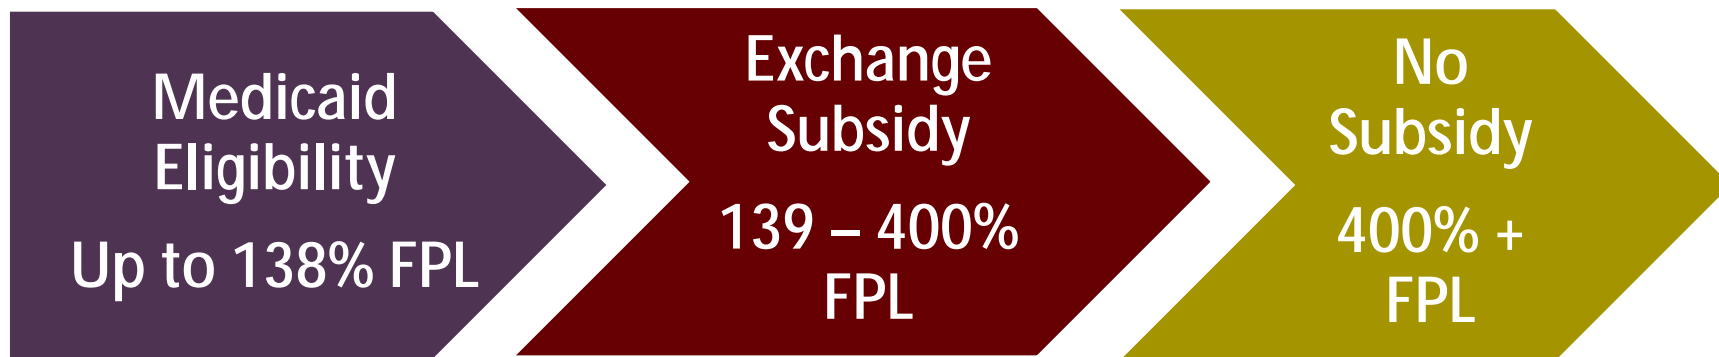 Medicaid
Eligibility
Up to 138% FPL
Exchange
Subsidy
139 – 400%
FPL
No
Subsidy
400% +
FPL